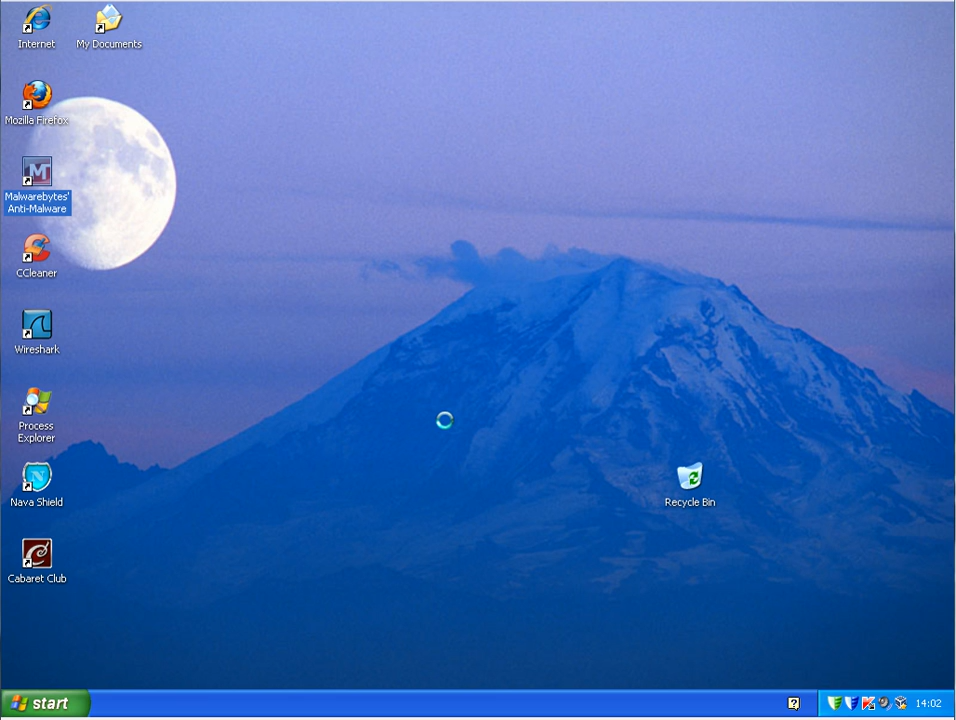 Internet
My Documents
Mozilla Firefox
Malwarebytes'
Anti-Malware
CCleaner
Wireshark
Process
Explorer
Nava Shield
Cabaret Club
Recycle Bin
start
14:02